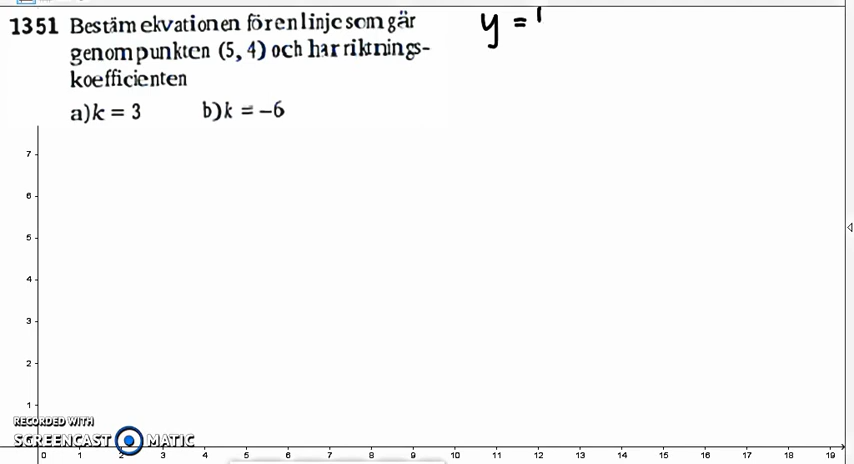 1351 Bestäm ekvationen för en linje som går
genom punkten (5, 4) och har riktnings-
koefficienten
a) k = 3 b) k = -6
y =
7
6
5
4
3
2
1
RECORDED WITH
SCREENCAST MATIC
0 1 2 3 4 5 6 7 8 9 10 11 12 13 14 15 16 17 18 19